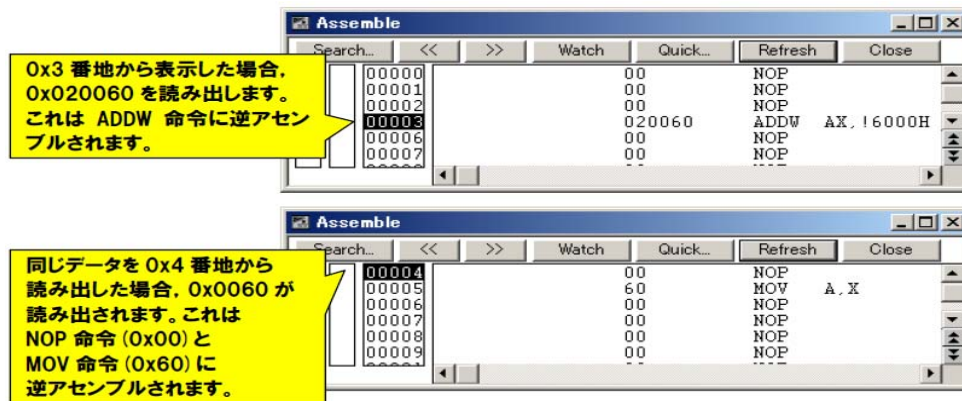 Assemble
Search... << >> Watch Quick... Refresh Close
0x3 番地から表示した場合,
0x020060 を読み出します。
これは ADDW 命令に逆アセン
ブルされます。
00000 00 NOP
00001 00 NOP
00002 00 NOP
00003 020060 ADDW AX,!6000H
00006 00 NOP
00007 00 NOP
Assemble
Search... << >> Watch Quick... Refresh Close
同じデータを 0x4 番地から
読み出した場合, 0x0060 が
読み出されます。これは
NOP 命令 (0x00) と
MOV 命令 (0x60) に
逆アセンブルされます。
00004 00 NOP
00005 60 MOV A,X
00006 00 NOP
00007 00 NOP
00008 00 NOP
00009 00 NOP